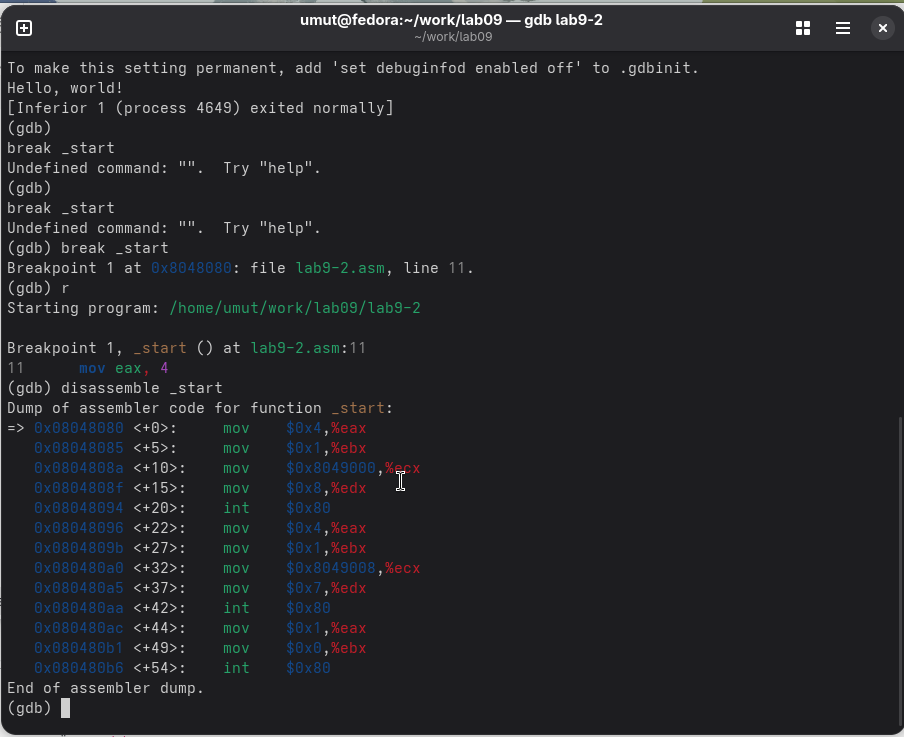 umut@fedora:~/work/lab09 — gdb lab9-2
~/work/lab09
To make this setting permanent, add 'set debuginfod enabled off' to .gdbinit.
Hello, world!
[Inferior 1 (process 4649) exited normally]
(gdb)
break _start
Undefined command: "".  Try "help".
(gdb)
break _start
Undefined command: "".  Try "help".
(gdb) break _start
Breakpoint 1 at 0x8048080: file lab9-2.asm, line 11.
(gdb) r
Starting program: /home/umut/work/lab09/lab9-2
Breakpoint 1, _start () at lab9-2.asm:11
11      mov eax, 4
(gdb) disassemble _start
Dump of assembler code for function _start:
=> 0x08048080 <+0>:     mov    $0x4,%eax
   0x08048085 <+5>:     mov    $0x1,%ebx
   0x0804808a <+10>:    mov    $0x8049000,%ecx
   0x0804808f <+15>:    mov    $0x8,%edx
   0x08048094 <+20>:    int    $0x80
   0x08048096 <+22>:    mov    $0x4,%eax
   0x0804809b <+27>:    mov    $0x1,%ebx
   0x080480a0 <+32>:    mov    $0x8049008,%ecx
   0x080480a5 <+37>:    mov    $0x7,%edx
   0x080480aa <+42>:    int    $0x80
   0x080480ac <+44>:    mov    $0x1,%eax
   0x080480b1 <+49>:    mov    $0x0,%ebx
   0x080480b6 <+54>:    int    $0x80
End of assembler dump.
(gdb)